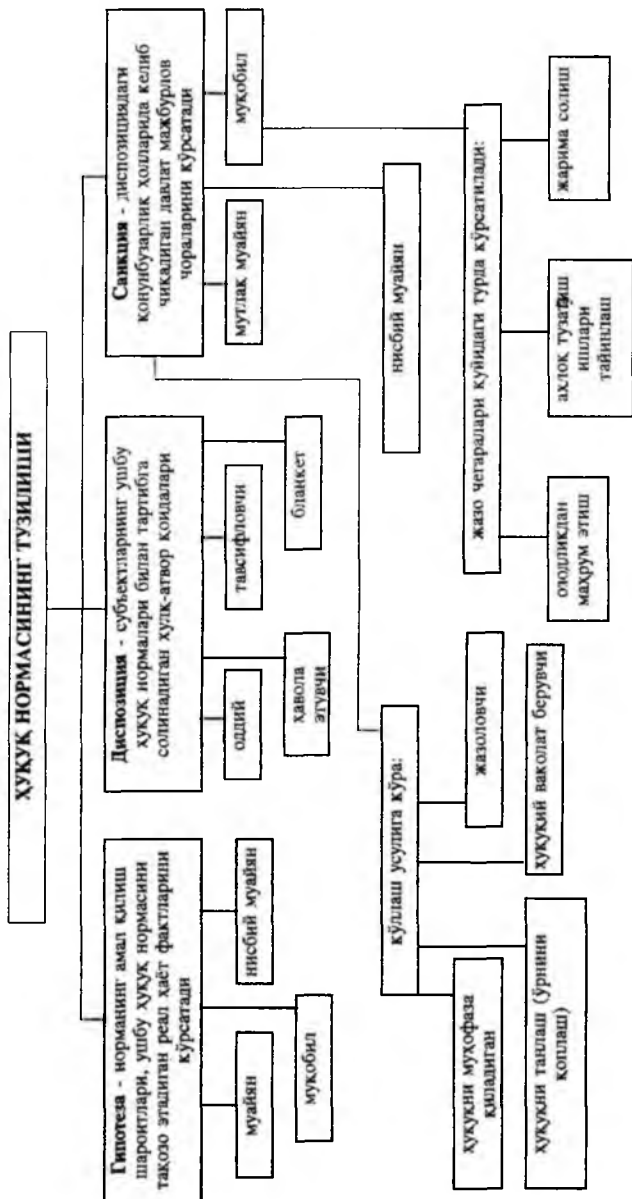 ҲУҚУҚ НОРМАСИНИНГ ТУЗИЛИШИ
Гипотеза - норманинг амал қилиш
шароитлари, ушбу ҳуқуқ нормасини
тақозо этадиган реал ҳаёт фактларини
кўрсатади
муайян
муқобил
нисбий муайян
Диспозиция - субъектларнинг ушбу
ҳуқуқ нормалари билан тартибга
солинадиган хулқ-атвор қоидалари
оддий
ҳавола
этувчи
тавсифловчи
бланкет
Санкция - диспозициядаги
қонунбузарлик ҳолларида келиб
чиқадиган давлат мажбурлов
чораларини кўрсатади
мутлақ муайян
нисбий муайян
муқобил
қўллаш усулига кўра:
ҳуқуқни муҳофаза
қиладиган
ҳуқуқни танлаш (ўрнини
қоплаш)
жазоловчи
ҳуқуқий ваколат берувчи
жазо чегаралари қуйидаги турда кўрсатилади:
озодликдан
маҳрум этиш
ахлоқ тузатиш
ишлари
тайинлаш
жарима солиш